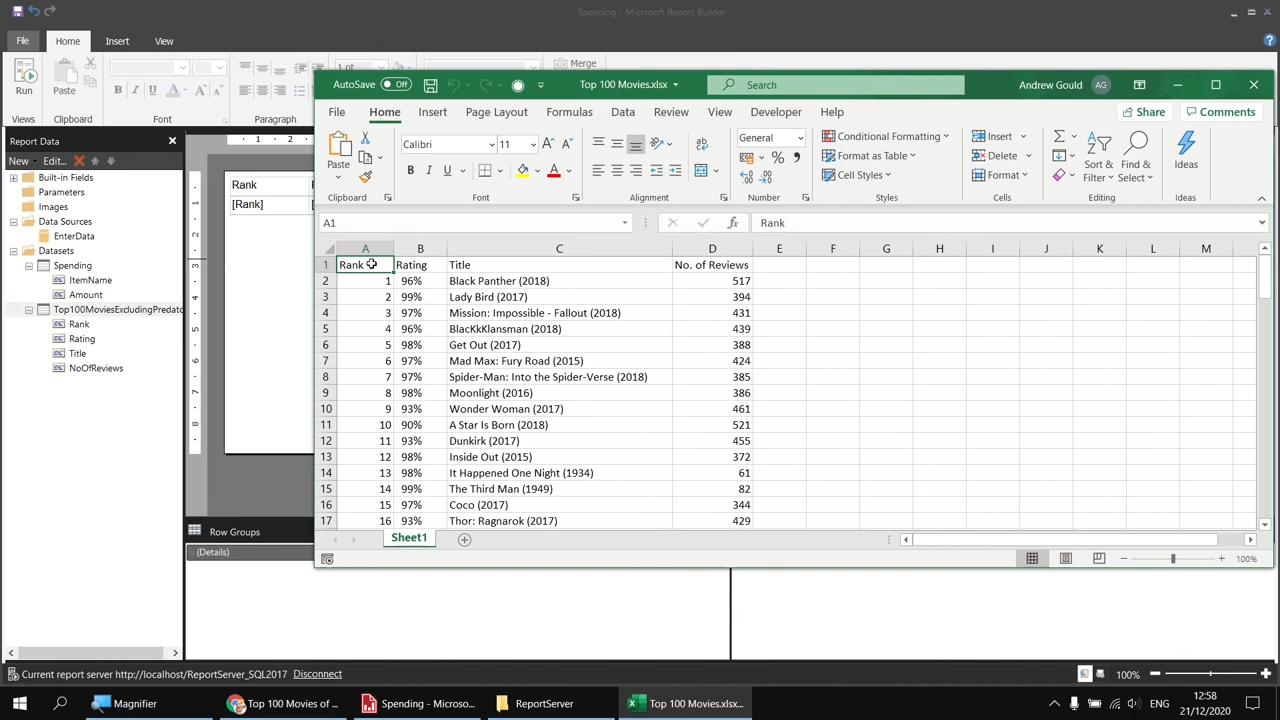 Spending - Microsoft Report Builder
File Home Insert View
Run
Paste
Merge
Views Clipboard Font Paragraph
Report Data
New Edit...
Built-in Fields
Parameters
Images
Data Sources
EnterData
Datasets
Spending
ItemName
Amount
Top100MoviesExcludingPredato
Rank
Rating
Title
NoOfReviews
Rank
[Rank]
Row Groups
(Details)
AutoSave Off Top 100 Movies.xlsx Search Andrew Gould AG
File Home Insert Page Layout Formulas Data Review View Developer Help Share Comments
Paste
Calibri 11
General
Conditional Formatting
Format as Table
Cell Styles
Insert
Delete
Format
Sort &
Filter
Find &
Select
Ideas
Clipboard Font Alignment Number Styles Cells Editing Ideas
A1 fx Rank
A B C D E F G H I J K L M
1 Rank Rating Title No. of Reviews
2 1 96% Black Panther (2018) 517
3 2 99% Lady Bird (2017) 394
4 3 97% Mission: Impossible - Fallout (2018) 431
5 4 96% BlacKkKlansman (2018) 439
6 5 98% Get Out (2017) 388
7 6 97% Mad Max: Fury Road (2015) 424
8 7 97% Spider-Man: Into the Spider-Verse (2018) 385
9 8 98% Moonlight (2016) 386
10 9 93% Wonder Woman (2017) 461
11 10 90% A Star Is Born (2018) 521
12 11 93% Dunkirk (2017) 455
13 12 98% Inside Out (2015) 372
14 13 98% It Happened One Night (1934) 61
15 14 99% The Third Man (1949) 82
16 15 97% Coco (2017) 344
17 16 93% Thor: Ragnarok (2017) 429
Sheet1
100%
Current report server http://localhost/ReportServer_SQL2017 Disconnect
100%
Magnifier
Top 100 Movies of ...
Spending - Microso...
ReportServer
Top 100 Movies.xlsx...
ENG
12:58
21/12/2020